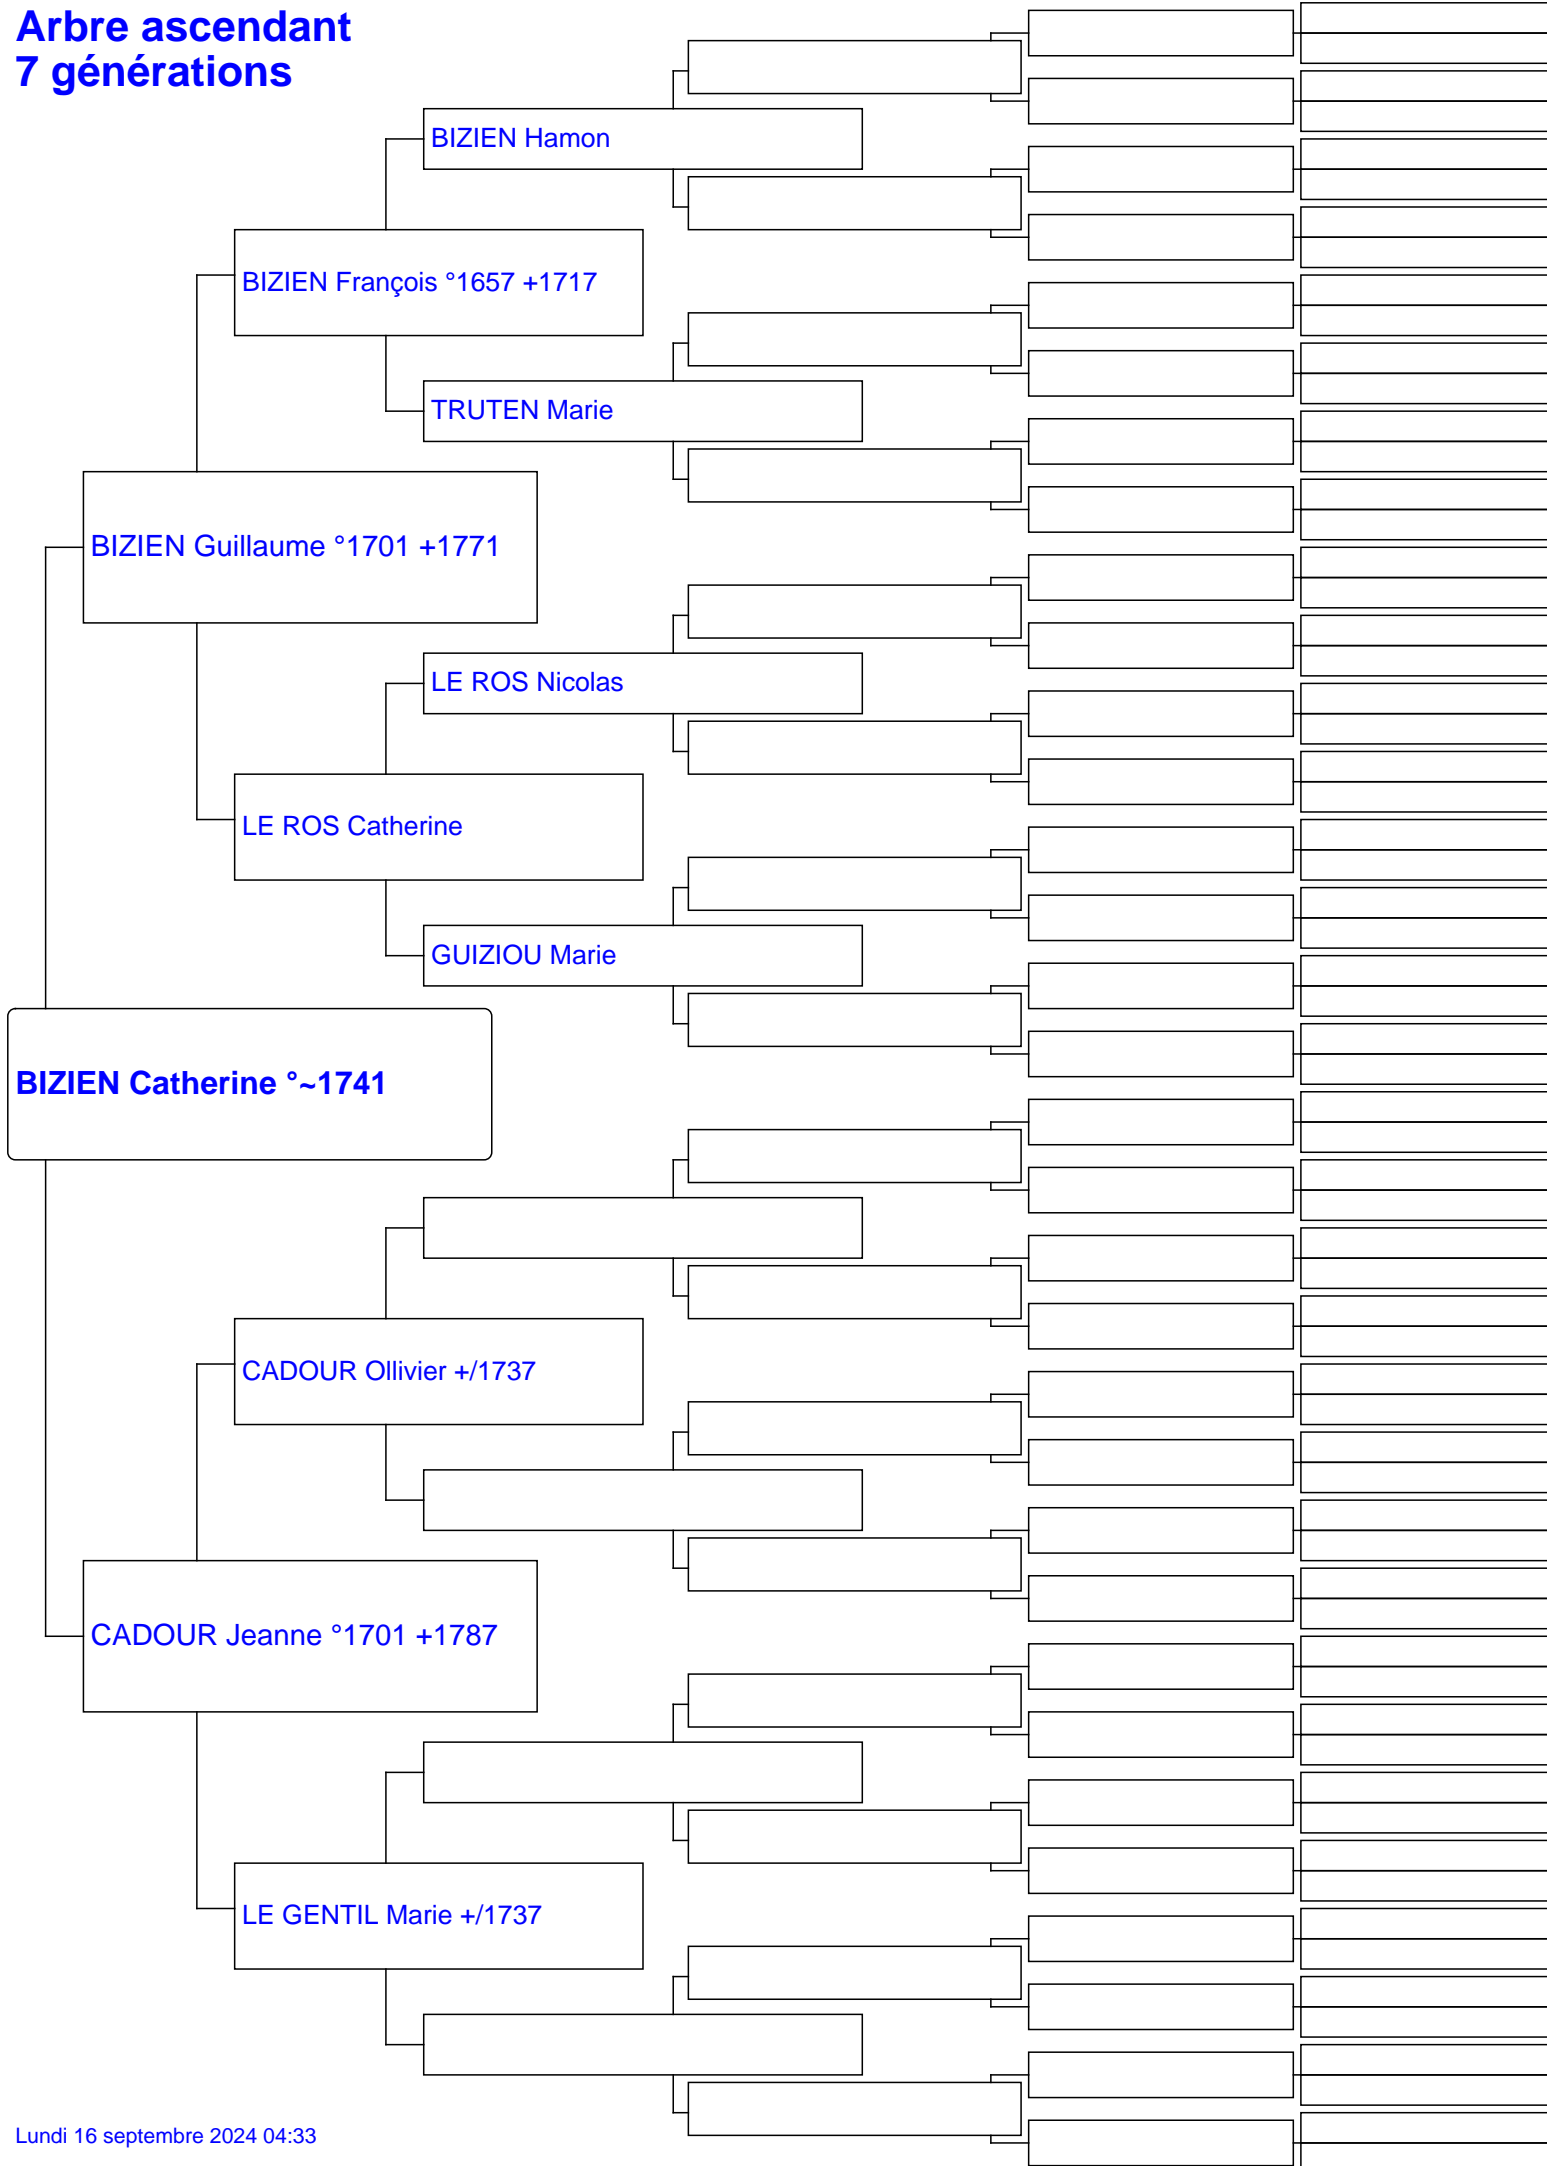 Arbre ascendant
7 générations
BIZIEN Hamon
BIZIEN François °1657 +1717
TRUTEN Marie
BIZIEN Guillaume °1701 +1771
LE ROS Nicolas
LE ROS Catherine
GUIZIOU Marie
BIZIEN Catherine °~1741
CADOUR Ollivier +/1737
CADOUR Jeanne °1701 +1787
LE GENTIL Marie +/1737
Lundi 16 septembre 2024 04:33